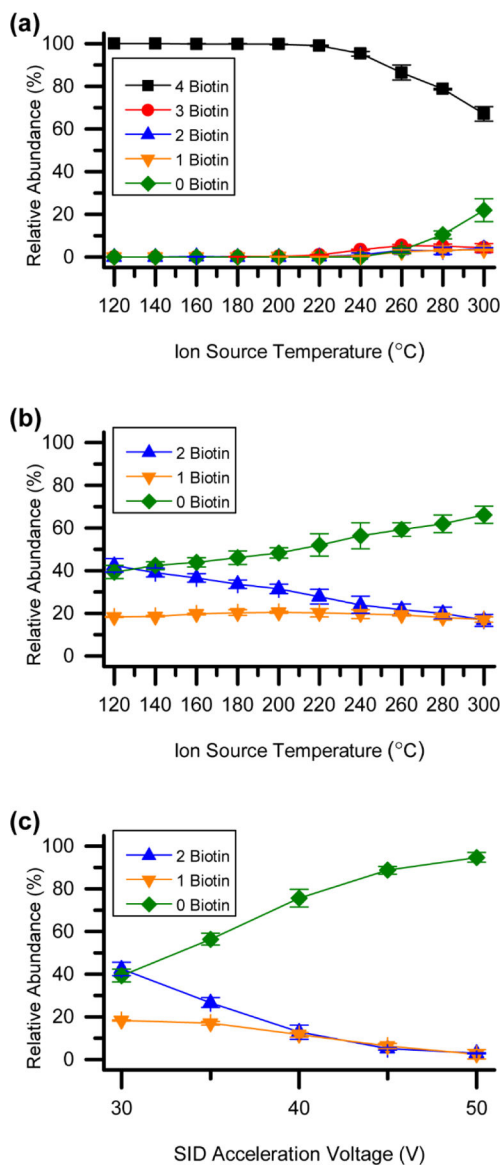 (a)
100
80
60
40
20
0
Relative Abundance (%)
4 Biotin
3 Biotin
2 Biotin
1 Biotin
0 Biotin
120 140 160 180 200 220 240 260 280 300
Ion Source Temperature (°C)
(b)
100
80
60
40
20
0
Relative Abundance (%)
2 Biotin
1 Biotin
0 Biotin
120 140 160 180 200 220 240 260 280 300
Ion Source Temperature (°C)
(c)
100
80
60
40
20
0
Relative Abundance (%)
2 Biotin
1 Biotin
0 Biotin
30 40 50
SID Acceleration Voltage (V)